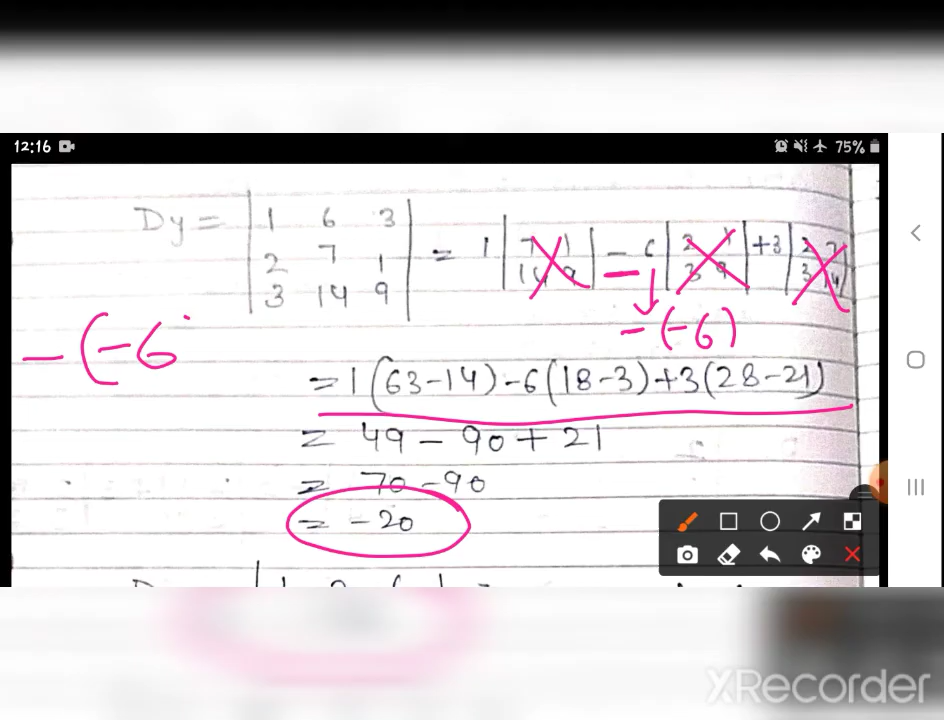 12:16 75%
Dy = | 1 6 3 | = 1 | 7 1 | - 6 | 2 1 | + 3 | 2 7 |
| 2 7 1 | | 14 9 | | 3 9 | | 3 14 |
| 3 14 9 |
- (-6)
- (-6
= 1 (63-14) - 6 (18-3) + 3 (28-21)
= 49 - 90 + 21
= 70 - 90
= - 20
XRecorder